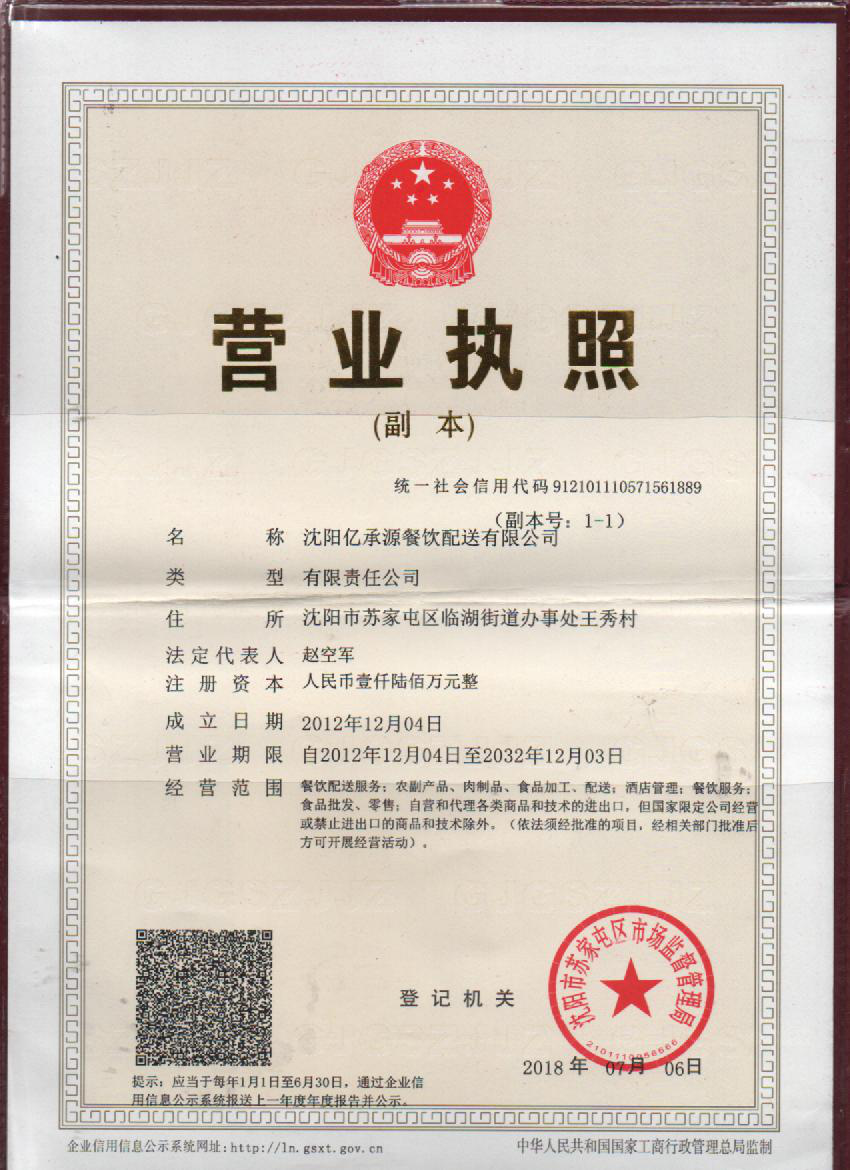 营业执照
(副 本)
统一社会信用代码 912101110571561889
(副本号: 1-1)
名称 沈阳亿承源餐饮配送有限公司
类型 有限责任公司
住所 沈阳市苏家屯区临湖街道办事处王秀村
法定代表人 赵空军
注册资本 人民币壹仟陆佰万元整
成立日期 2012年12月04日
营业期限 自2012年12月04日至2032年12月03日
经营范围 餐饮配送服务; 农副产品、肉制品、食品加工、配送; 酒店管理; 餐饮服务;
食品批发、零售; 自营和代理各类商品和技术的进出口, 但国家限定公司经营
或禁止进出口的商品和技术除外。(依法须经批准的项目, 经相关部门批准后
方可开展经营活动)。
登记机关
沈阳市苏家屯区市场监督管理局
2101110056566
2018 年 07月 06日
提示: 应当于每年1月1日至6月30日, 通过企业信
用信息公示系统报送上一年度年度报告并公示。
企业信用信息公示系统网址: http://ln.gsxt.gov.cn
中华人民共和国国家工商行政管理总局监制